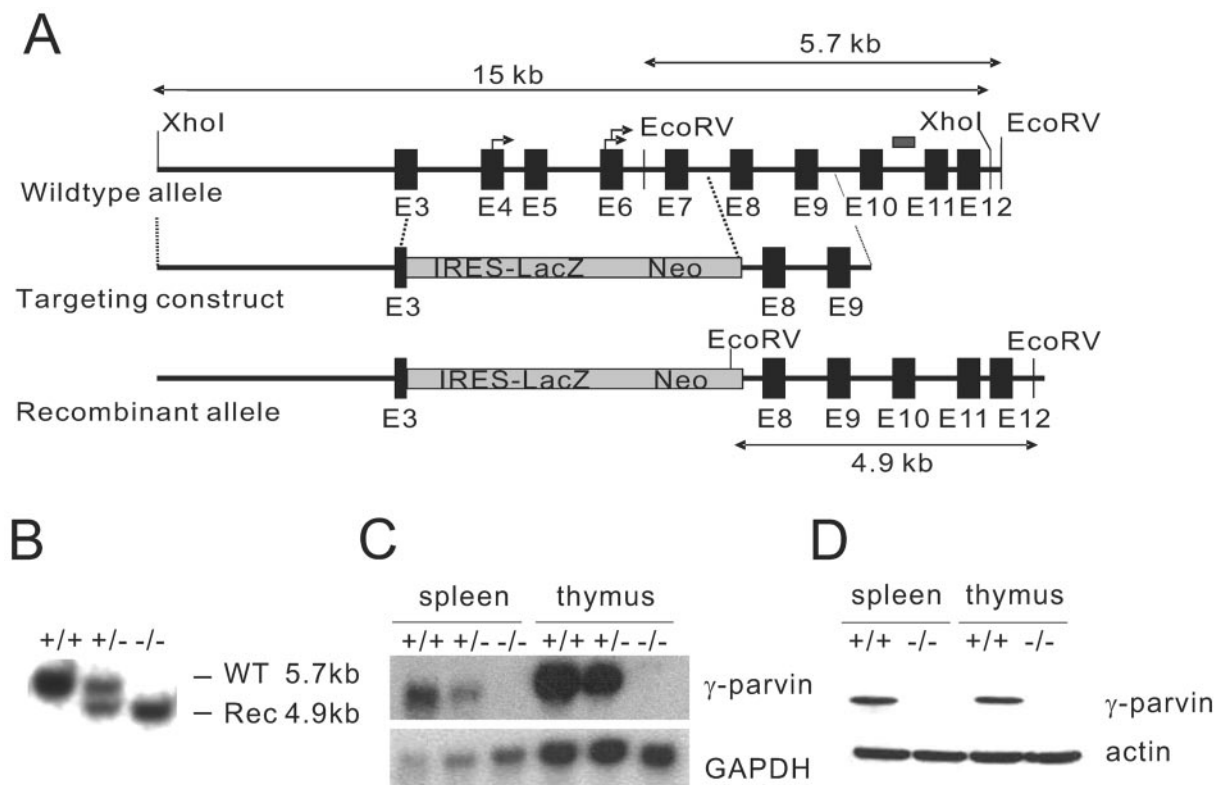 A
5.7 kb
15 kb
XhoI EcoRV XhoI EcoRV
Wildtype allele
E3 E4 E5 E6 E7 E8 E9 E10 E11 E12
IRES-LacZ Neo
Targeting construct
E3 E8 E9
EcoRV EcoRV
IRES-LacZ Neo
Recombinant allele
E3 E8 E9 E10 E11 E12
4.9 kb
B
+/+ +/- -/-
– WT 5.7kb
– Rec 4.9kb
C
spleen thymus
+/+ +/- -/- +/+ +/- -/-
γ-parvin
GAPDH
D
spleen thymus
+/+ -/- +/+ -/-
γ-parvin
actin